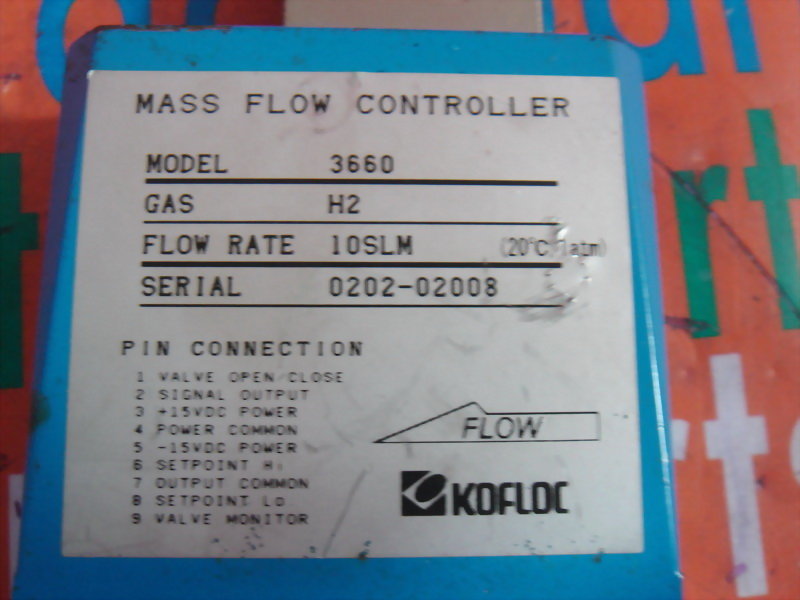 MASS FLOW CONTROLLER
MODEL 3660
GAS H2
FLOW RATE 10SLM (20°C 1atm)
SERIAL 0202-02008
PIN CONNECTION
1 VALVE OPEN/CLOSE
2 SIGNAL OUTPUT
3 +15VDC POWER
4 POWER COMMON
5 -15VDC POWER
6 SETPOINT Hi
7 OUTPUT COMMON
8 SETPOINT LO
9 VALVE MONITOR
FLOW
KOFLOC